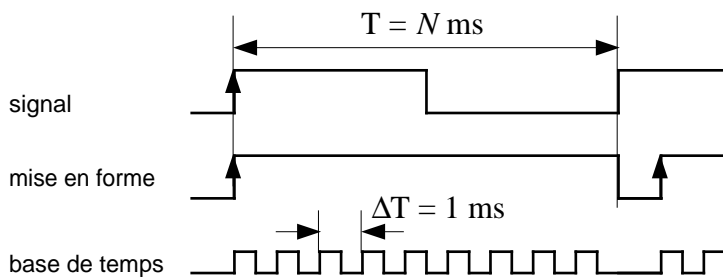 T = N ms
signal
mise en forme
ΔT = 1 ms
base de temps